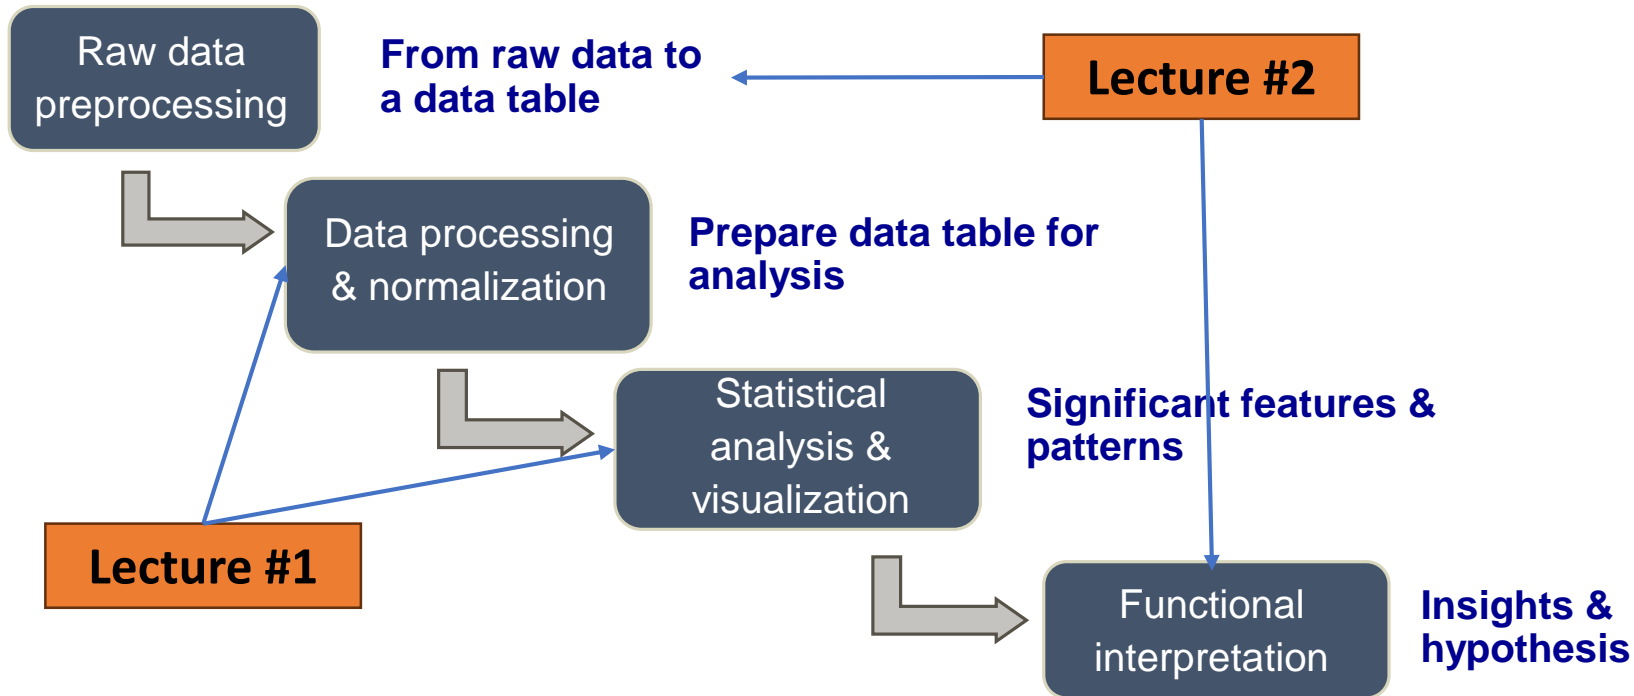 Raw data
preprocessing
From raw data to
a data table
Lecture #2
Data processing
& normalization
Prepare data table for
analysis
Statistical
analysis &
visualization
Significant features &
patterns
Lecture #1
Functional
interpretation
Insights &
hypothesis